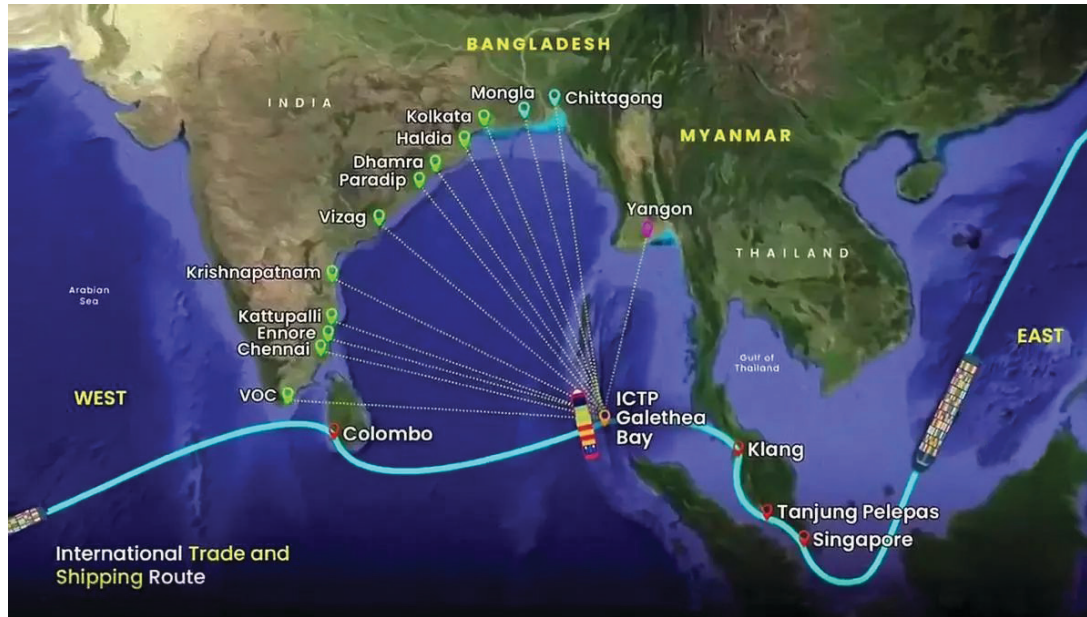 BANGLADESH
INDIA
Mongla
Chittagong
Kolkata
Haldia
MYANMAR
Dhamra
Paradip
Vizag
Yangon
THAILAND
Krishnapatnam
Arabian
Sea
Kattupalli
Ennore
Chennai
EAST
Gulf of
Thailand
WEST
VOC
ICTP
Galethea
Bay
Colombo
Klang
Tanjung Pelepas
Singapore
International Trade and
Shipping Route